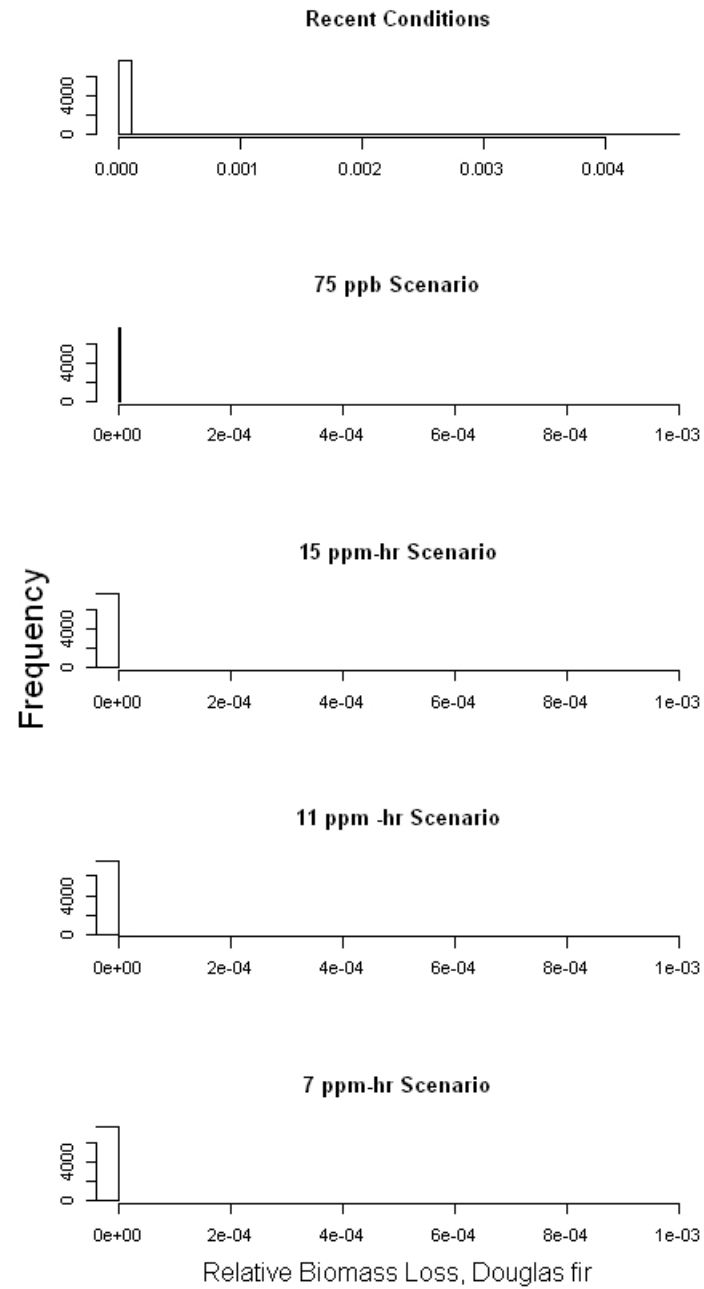 Recent Conditions
4000
0
0.000 0.001 0.002 0.003 0.004
75 ppb Scenario
4000
0
0e+00 2e-04 4e-04 6e-04 8e-04 1e-03
15 ppm-hr Scenario
Frequency
4000
0
0e+00 2e-04 4e-04 6e-04 8e-04 1e-03
11 ppm -hr Scenario
4000
0
0e+00 2e-04 4e-04 6e-04 8e-04 1e-03
7 ppm-hr Scenario
4000
0
0e+00 2e-04 4e-04 6e-04 8e-04 1e-03
Relative Biomass Loss, Douglas fir